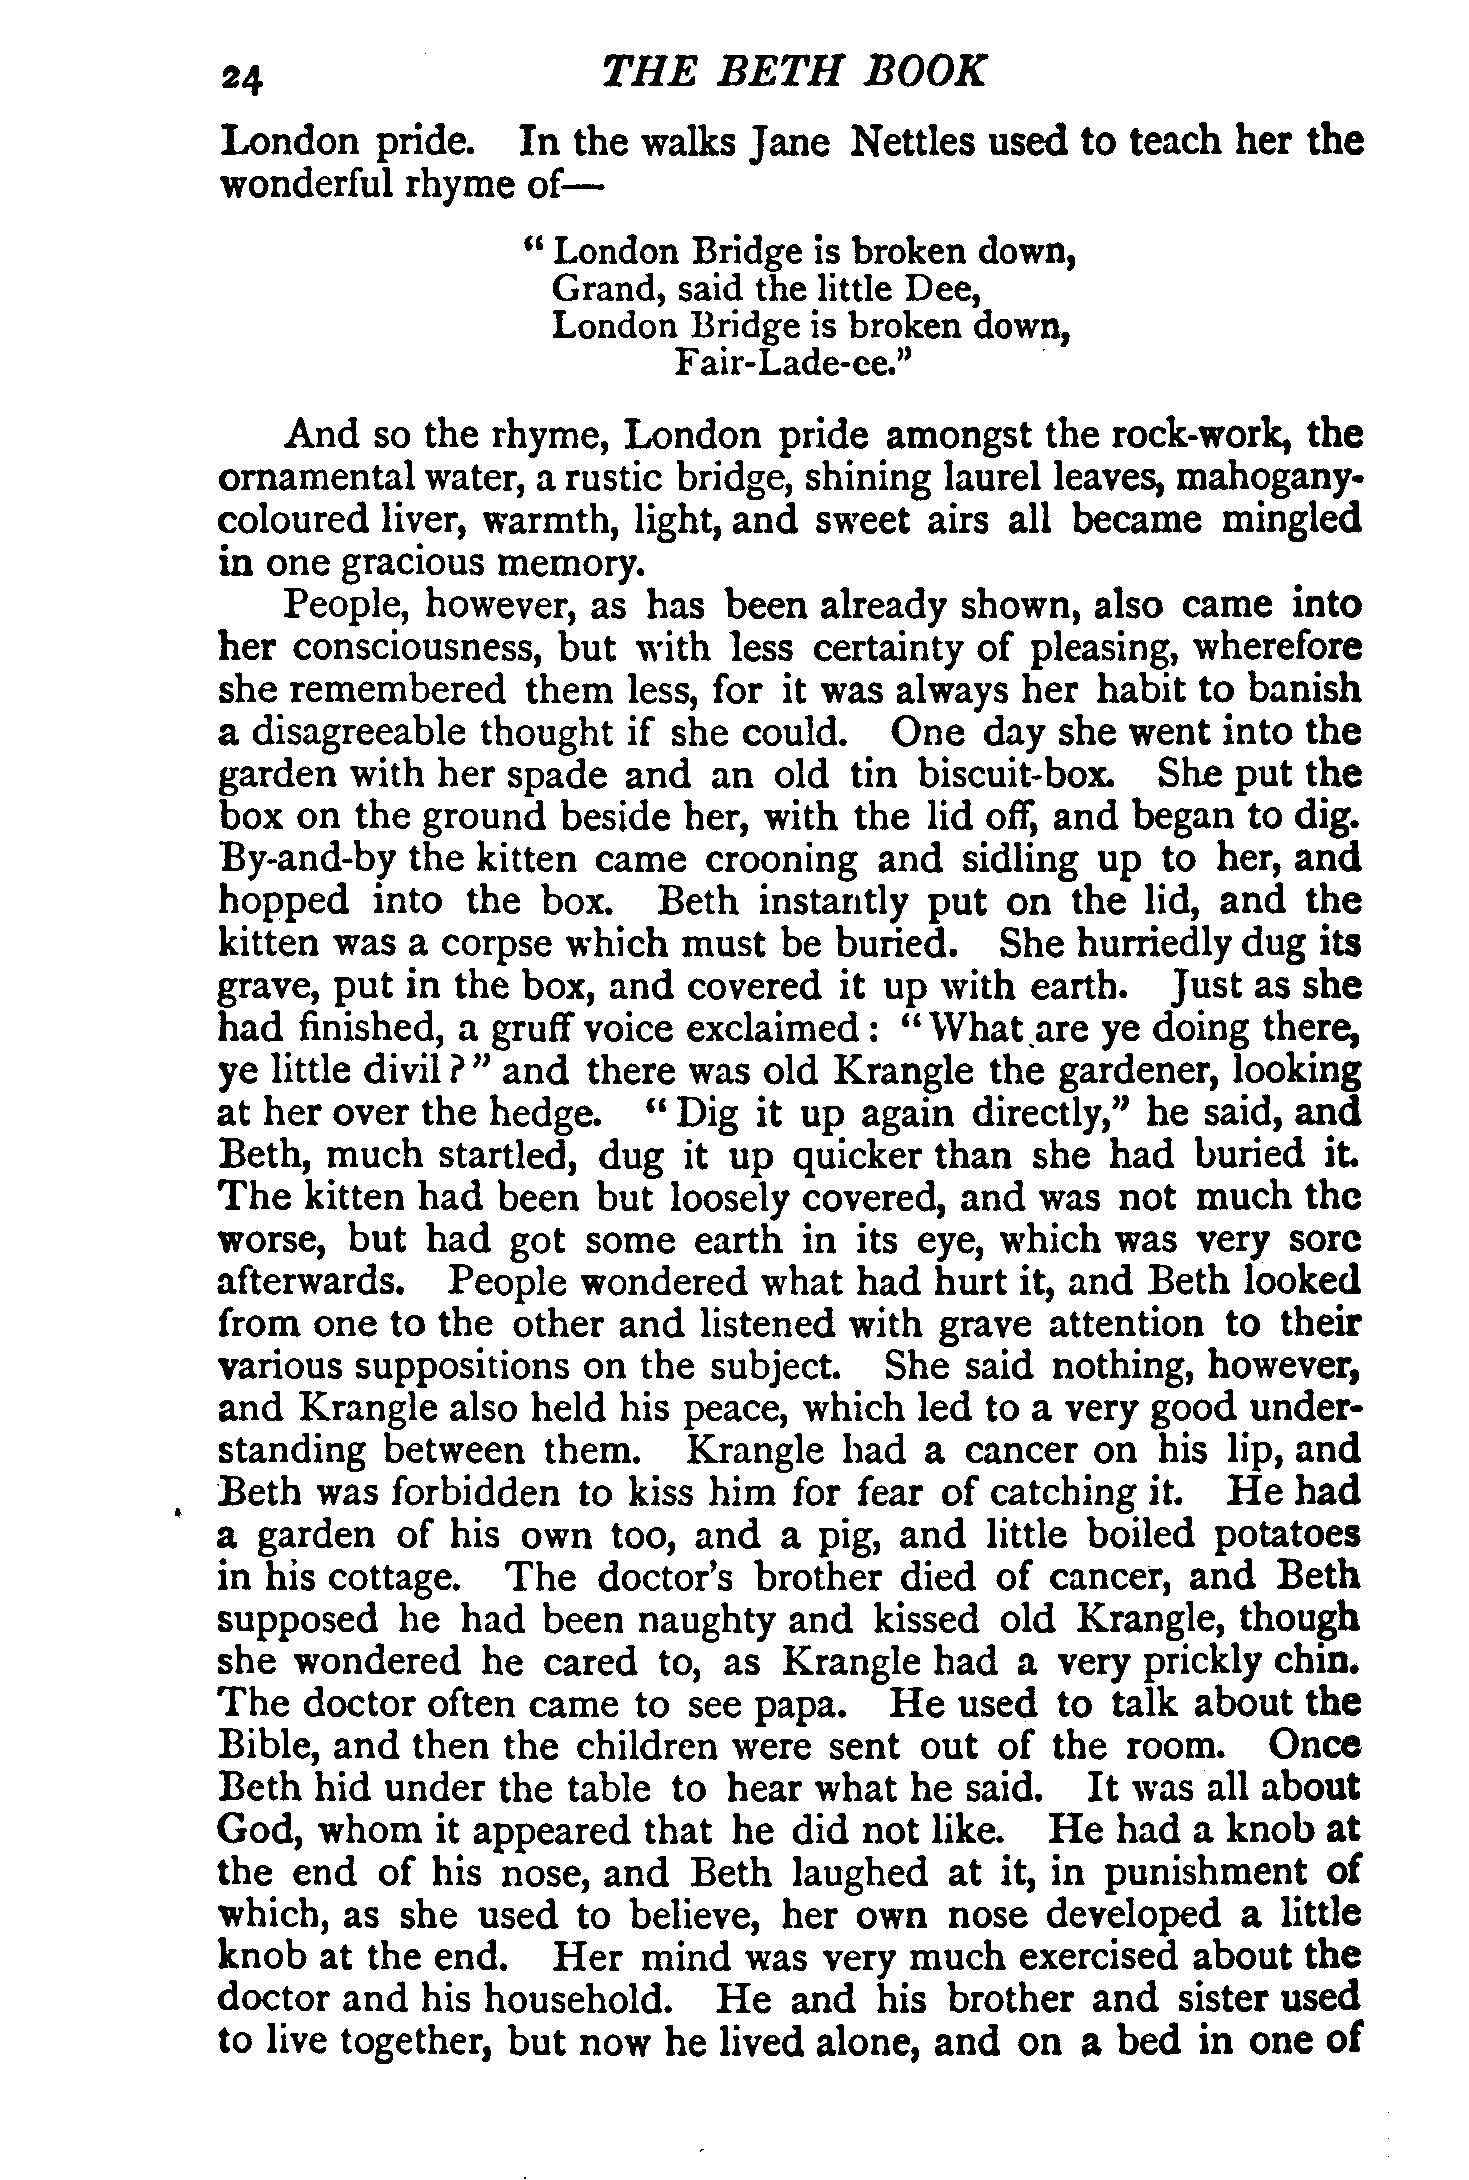 24 THE BETH BOOK
London pride. In the walks Jane Nettles used to teach her the
wonderful rhyme of—
“ London Bridge is broken down,
Grand, said the little Dee,
London Bridge is broken down,
Fair-Lade-ee.”
And so the rhyme, London pride amongst the rock-work, the
ornamental water, a rustic bridge, shining laurel leaves, mahogany-
coloured liver, warmth, light, and sweet airs all became mingled
in one gracious memory.
People, however, as has been already shown, also came into
her consciousness, but with less certainty of pleasing, wherefore
she remembered them less, for it was always her habit to banish
a disagreeable thought if she could. One day she went into the
garden with her spade and an old tin biscuit-box. She put the
box on the ground beside her, with the lid off, and began to dig.
By-and-by the kitten came crooning and sidling up to her, and
hopped into the box. Beth instantly put on the lid, and the
kitten was a corpse which must be buried. She hurriedly dug its
grave, put in the box, and covered it up with earth. Just as she
had finished, a gruff voice exclaimed : “ What are ye doing there,
ye little divil ? ” and there was old Krangle the gardener, looking
at her over the hedge. “ Dig it up again directly,” he said, and
Beth, much startled, dug it up quicker than she had buried it.
The kitten had been but loosely covered, and was not much the
worse, but had got some earth in its eye, which was very sore
afterwards. People wondered what had hurt it, and Beth looked
from one to the other and listened with grave attention to their
various suppositions on the subject. She said nothing, however,
and Krangle also held his peace, which led to a very good under-
standing between them. Krangle had a cancer on his lip, and
Beth was forbidden to kiss him for fear of catching it. He had
a garden of his own too, and a pig, and little boiled potatoes
in his cottage. The doctor’s brother died of cancer, and Beth
supposed he had been naughty and kissed old Krangle, though
she wondered he cared to, as Krangle had a very prickly chin.
The doctor often came to see papa. He used to talk about the
Bible, and then the children were sent out of the room. Once
Beth hid under the table to hear what he said. It was all about
God, whom it appeared that he did not like. He had a knob at
the end of his nose, and Beth laughed at it, in punishment of
which, as she used to believe, her own nose developed a little
knob at the end. Her mind was very much exercised about the
doctor and his household. He and his brother and sister used
to live together, but now he lived alone, and on a bed in one of